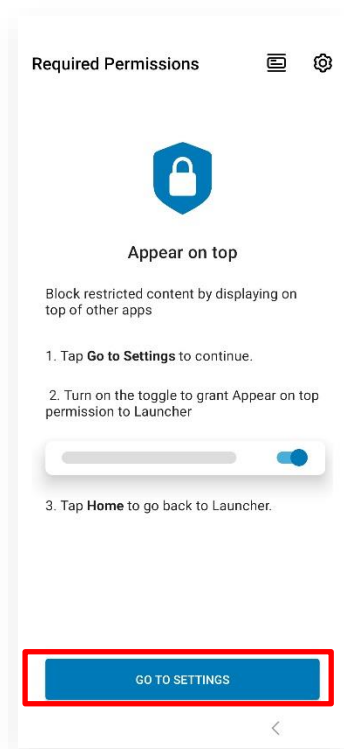 Required Permissions
Appear on top
Block restricted content by displaying on
top of other apps
1. Tap Go to Settings to continue.
2. Turn on the toggle to grant Appear on top
permission to Launcher
3. Tap Home to go back to Launcher.
GO TO SETTINGS